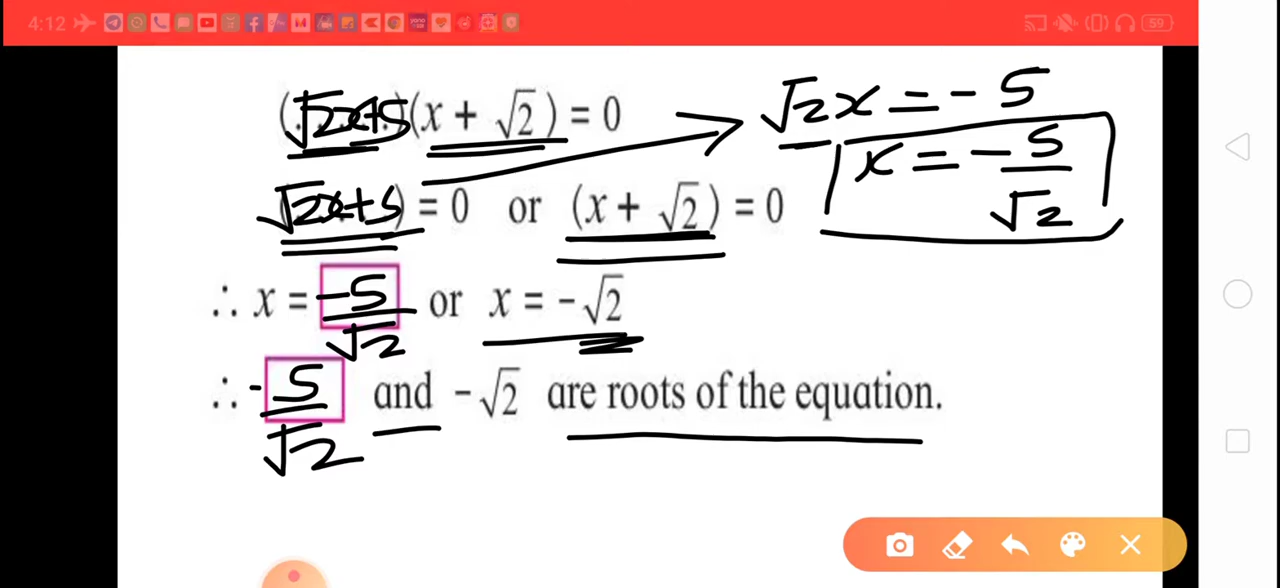 4:12 59
(√2x+5)(x + √2) = 0
√2x = -5
x = -5/√2
(√2x+5) = 0 or (x + √2) = 0
∴ x = -5/√2 or x = -√2
∴ -5/√2 and -√2 are roots of the equation.